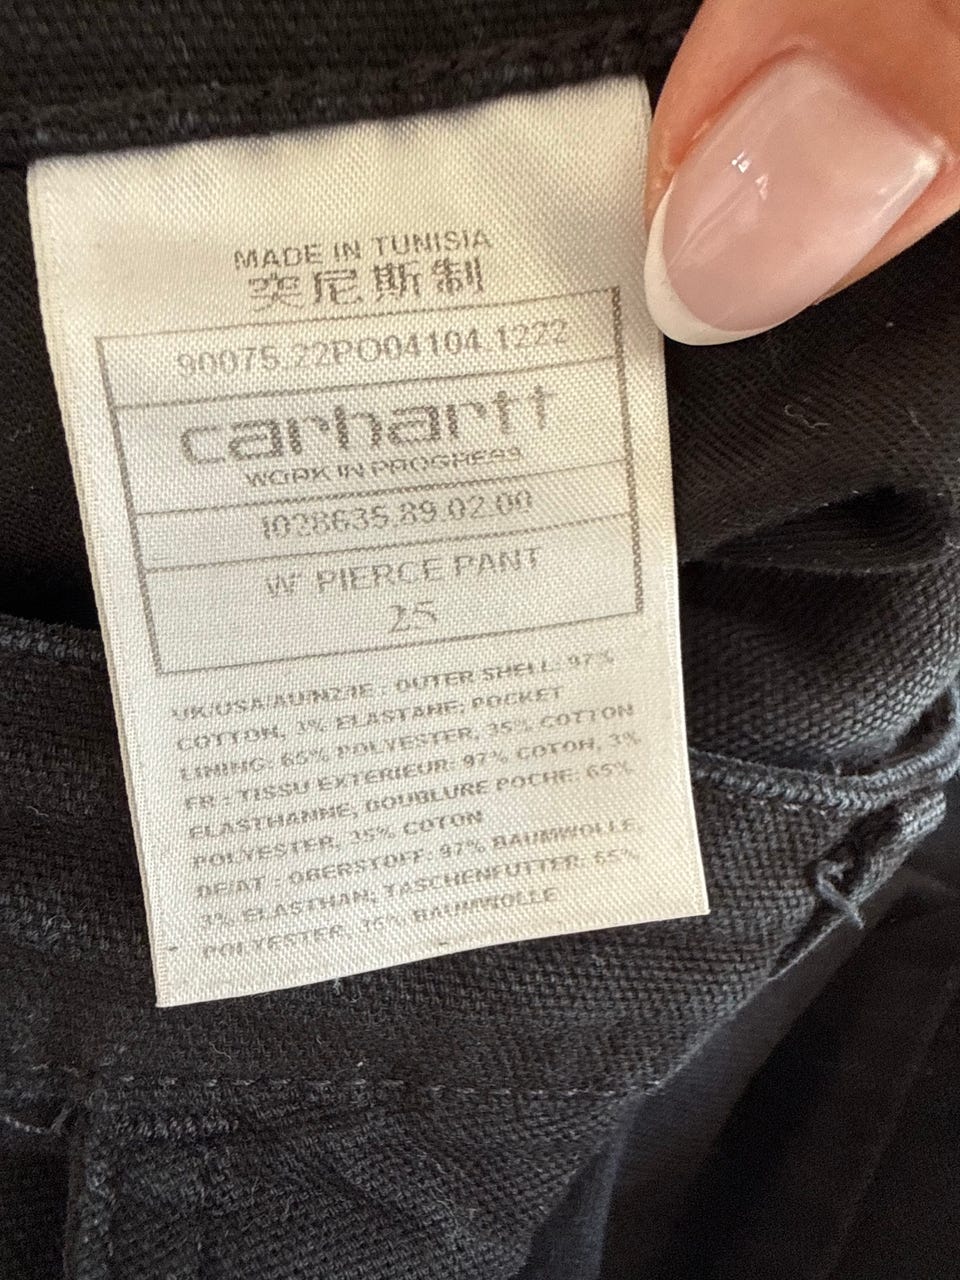 MADE IN TUNISIA
突尼斯制
90075.22PO04104.1222
carhartt
WORK IN PROGRESS
I028635.89.02.00
W' PIERCE PANT
25
UK/USA/AU/NZ/IE : OUTER SHELL: 97%
COTTON, 3% ELASTANE; POCKET
LINING: 65% POLYESTER, 35% COTTON
FR : TISSU EXTERIEUR: 97% COTON, 3%
ELASTHANNE; DOUBLURE POCHE: 65%
POLYESTER, 35% COTON
DE/AT : OBERSTOFF: 97% BAUMWOLLE,
3% ELASTHAN; TASCHENFUTTER: 65%
POLYESTER, 35% BAUMWOLLE